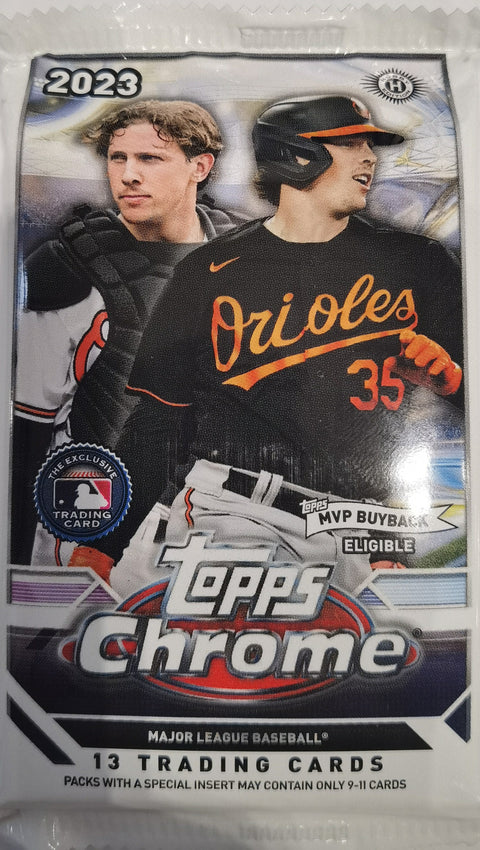 2023
H
Orioles
35
THE EXCLUSIVE
TRADING
CARD
topps
MVP BUYBACK
ELIGIBLE
Topps
Chrome®
MAJOR LEAGUE BASEBALL®
13 TRADING CARDS
PACKS WITH A SPECIAL INSERT MAY CONTAIN ONLY 9-11 CARDS